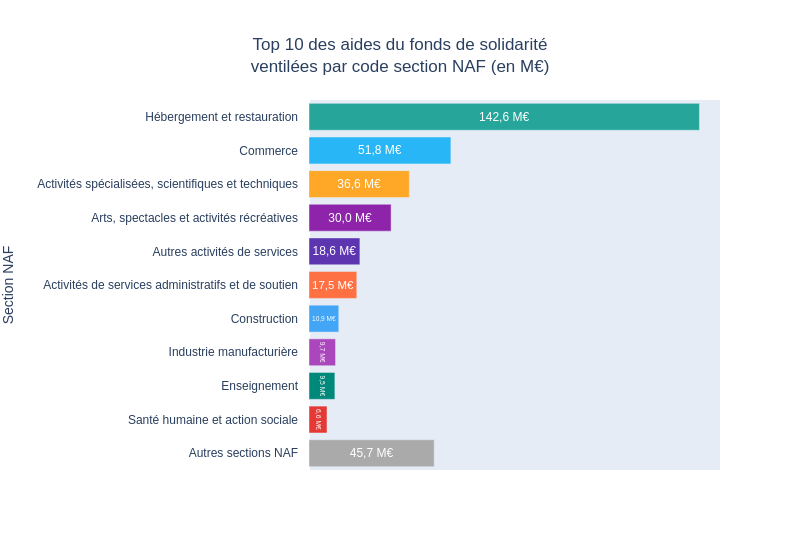 Top 10 des aides du fonds de solidarité
ventilées par code section NAF (en M€)
Section NAF
Hébergement et restauration
142,6 M€
Commerce
51,8 M€
Activités spécialisées, scientifiques et techniques
36,6 M€
Arts, spectacles et activités récréatives
30,0 M€
Autres activités de services
18,6 M€
Activités de services administratifs et de soutien
17,5 M€
Construction
10,9 M€
Industrie manufacturière
9,7 M€
Enseignement
9,5 M€
Santé humaine et action sociale
6,6 M€
Autres sections NAF
45,7 M€